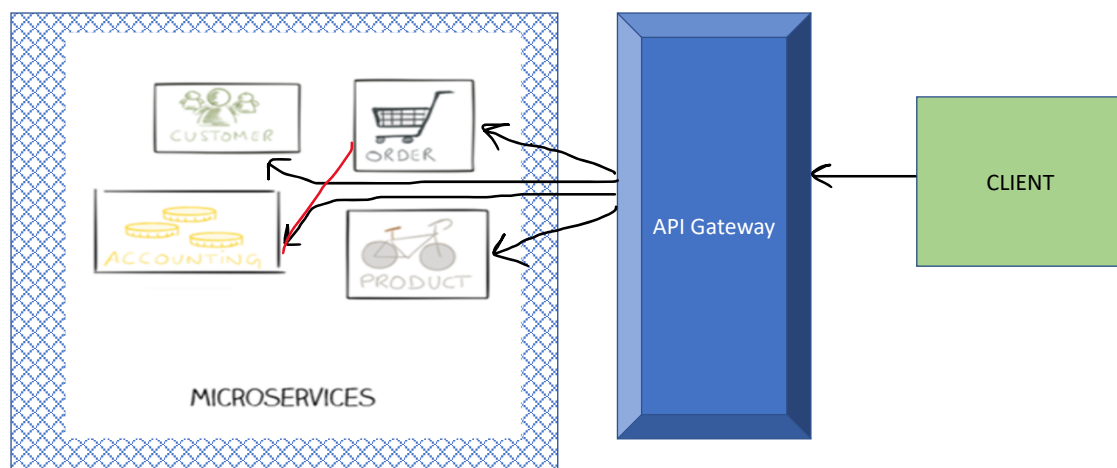 CUSTOMER
ORDER
ACCOUNTING
PRODUCT
MICROSERVICES
API Gateway
CLIENT